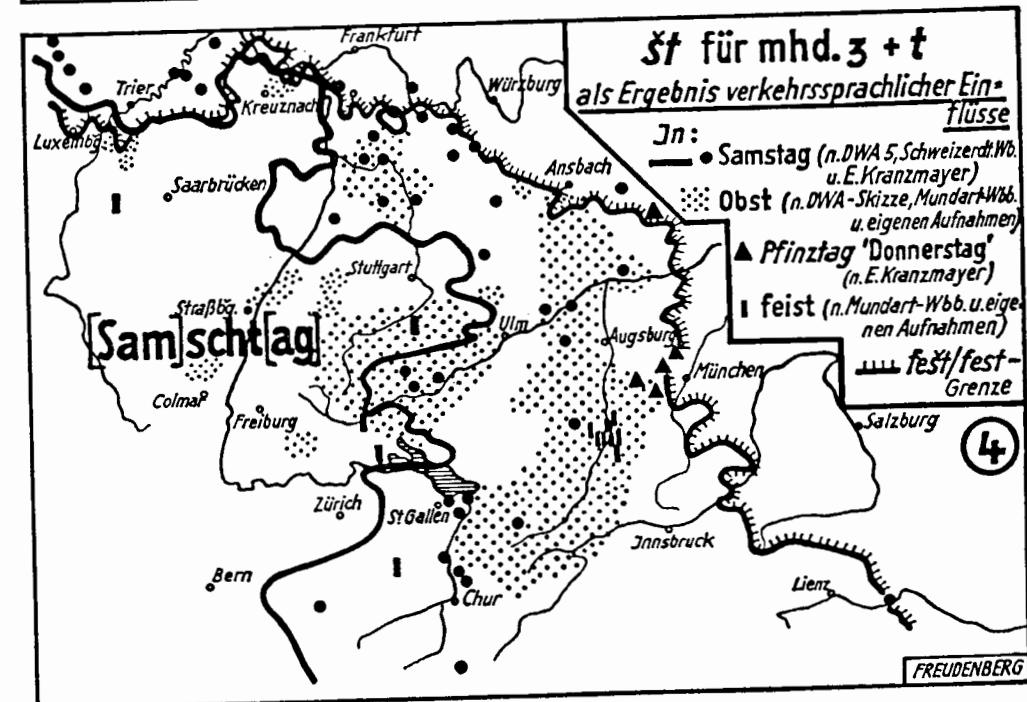 št für mhd. ʒ + t
als Ergebnis verkehrssprachlicher Ein=
flüsse
In:
Samstag (n. DWA 5, Schweizerdt. Wb.
u. E. Kranzmayer)
Obst (n. DWA-Skizze, Mundart-Wbb.
u. eigenen Aufnahmen)
Pfinztag 'Donnerstag'
(n. E. Kranzmayer)
feist (n. Mundart-Wbb. u. eige-
nen Aufnahmen)
fešt/fest-
Grenze
Frankfurt
Trier
Kreuznach
Würzburg
Luxembg.
Ansbach
Saarbrücken
Stuttgart
Straßbg.
[Sam]scht[ag]
Ulm
Augsburg
München
Colmar
Freiburg
Salzburg
4
Zürich
St Gallen
Innsbruck
Bern
Chur
Lienz
FREUDENBERG